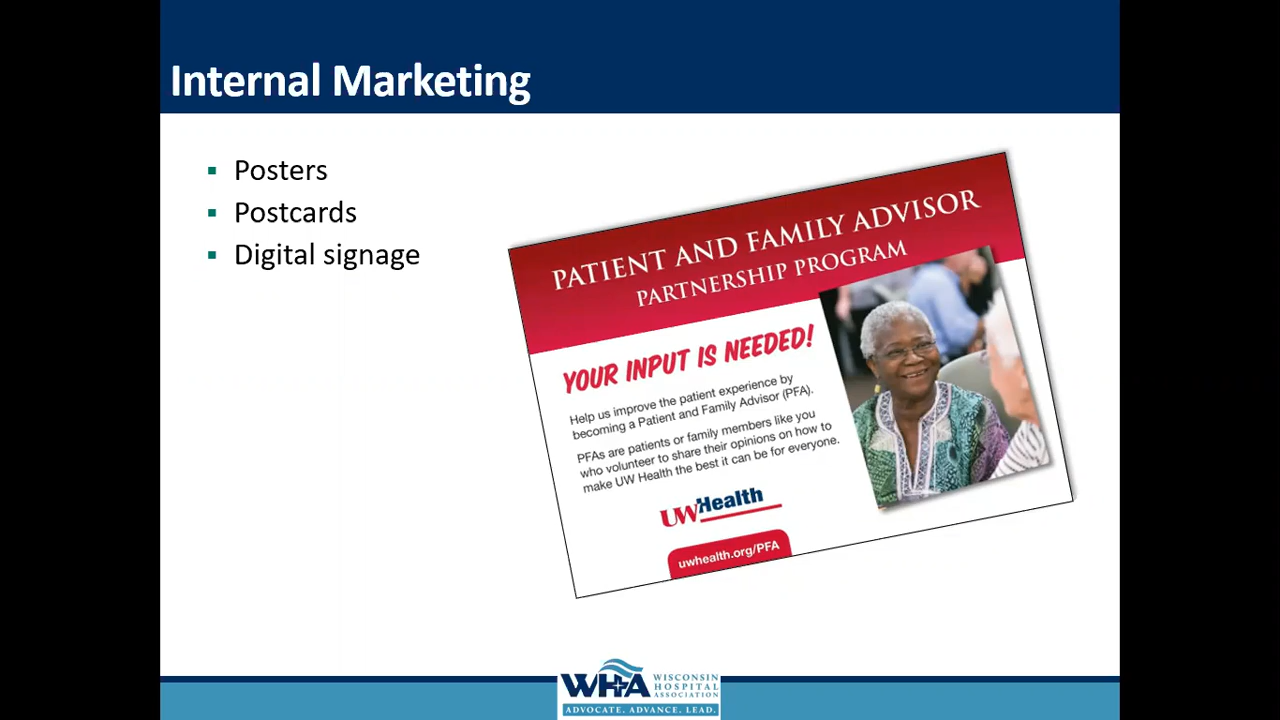 Internal Marketing
Posters
Postcards
Digital signage
PATIENT AND FAMILY ADVISOR
PARTNERSHIP PROGRAM
YOUR INPUT IS NEEDED!
Help us improve the patient experience by
becoming a Patient and Family Advisor (PFA).
PFAs are patients or family members like you
who volunteer to share their opinions on how to
make UW Health the best it can be for everyone.
UWHealth
uwhealth.org/PFA
WHA
WISCONSIN
HOSPITAL
ASSOCIATION
ADVOCATE. ADVANCE. LEAD.